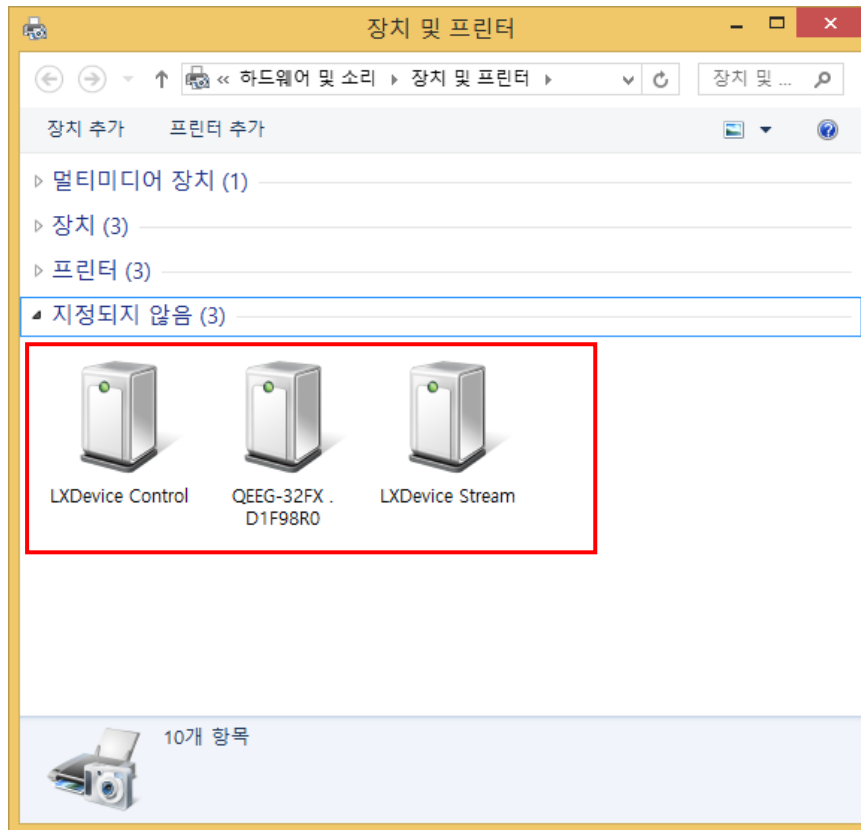 장치 및 프린터
« 하드웨어 및 소리 ▸ 장치 및 프린터 ▸
장치 및 ...
장치 추가 프린터 추가
멀티미디어 장치 (1)
장치 (3)
프린터 (3)
지정되지 않음 (3)
LXDevice Control
QEEG-32FX .
D1F98R0
LXDevice Stream
10개 항목